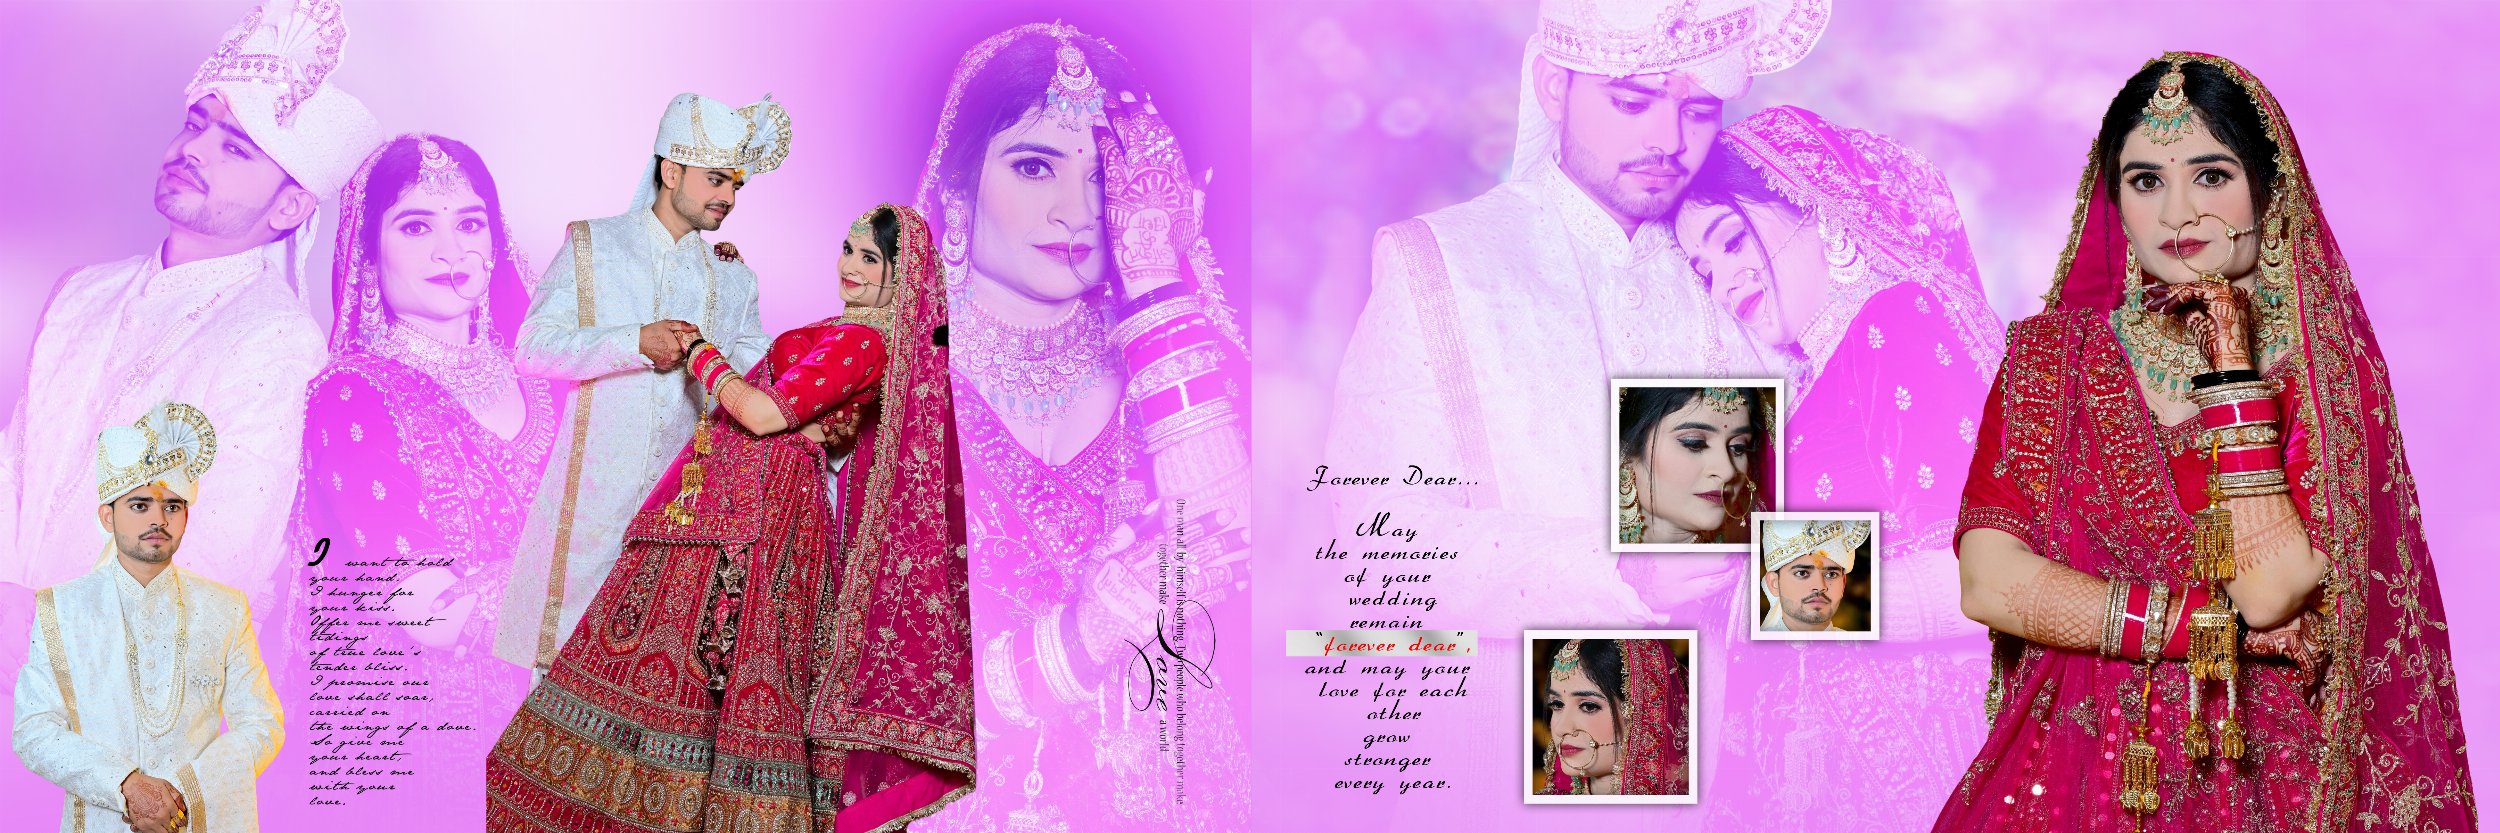 I want to hold
your hand.
I hunger for
your kiss.
Offer me sweet
tidings
of true love's
tender bliss.
I promise our
love shall soar,
carried on
the wings of a dove.
So give me
your heart,
and bless me
with your
love.
One man all by himself is nothing. Two people who belong together make
together make Love a world
Forever Dear...
May
the memories
of your
wedding
remain
"forever dear",
and may your
Love for each
other
grow
stronger
every year.